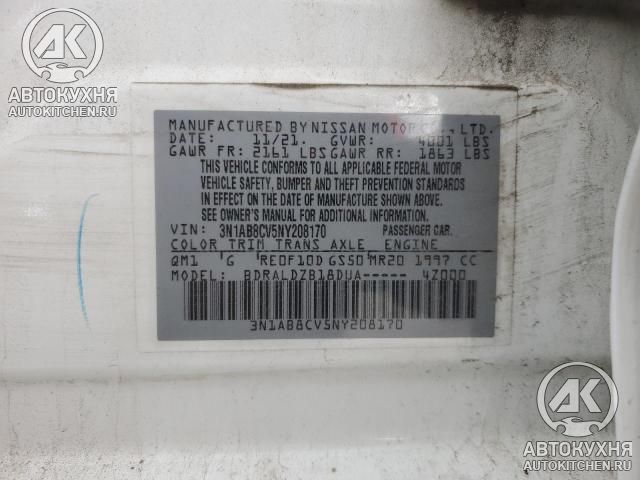 АК
АВТОКУХНЯ
AUTOKITCHEN.RU
MANUFACTURED BY NISSAN MOTOR CO., LTD.
DATE: 11/21. GVWR: 4001 LBS
GAWR FR: 2161 LBS GAWR RR: 1863 LBS
THIS VEHICLE CONFORMS TO ALL APPLICABLE FEDERAL MOTOR
VEHICLE SAFETY, BUMPER AND THEFT PREVENTION STANDARDS
IN EFFECT ON THE DATE OF MANUFACTURE SHOWN ABOVE.
SEE OWNER'S MANUAL FOR ADDITIONAL INFORMATION.
VIN: 3N1AB8CV5NY208170 PASSENGER CAR.
COLOR TRIM TRANS AXLE ENGINE
QM1 G RE0F10D GS50 MR20 1997 CC
MODEL: BDRALDZB18DUA----- 4Z000
3N1AB8CV5NY208170
АК
АВТОКУХНЯ
AUTOKITCHEN.RU